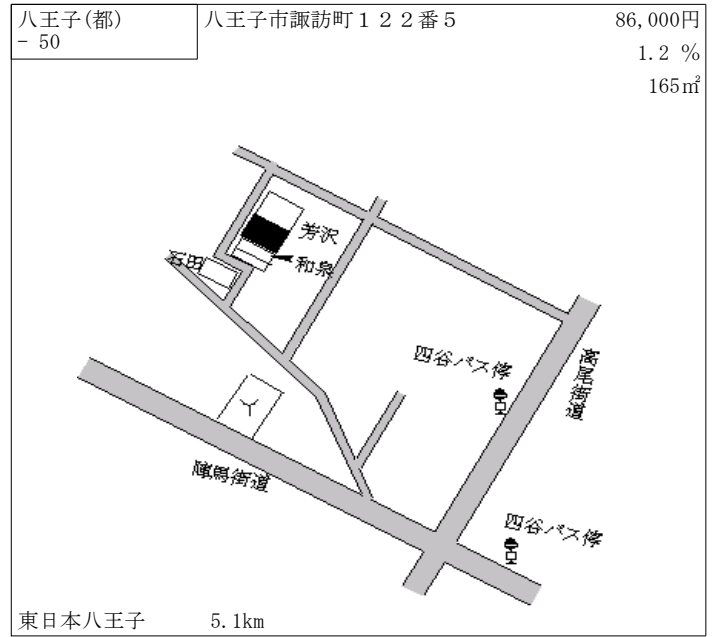 八王子(都)
- 50
八王子市諏訪町１２２番５
86,000円
1.2 %
165㎡
芳沢
和泉
石田
四谷バス停
高尾街道
陣馬街道
四谷バス停
東日本八王子
5.1km